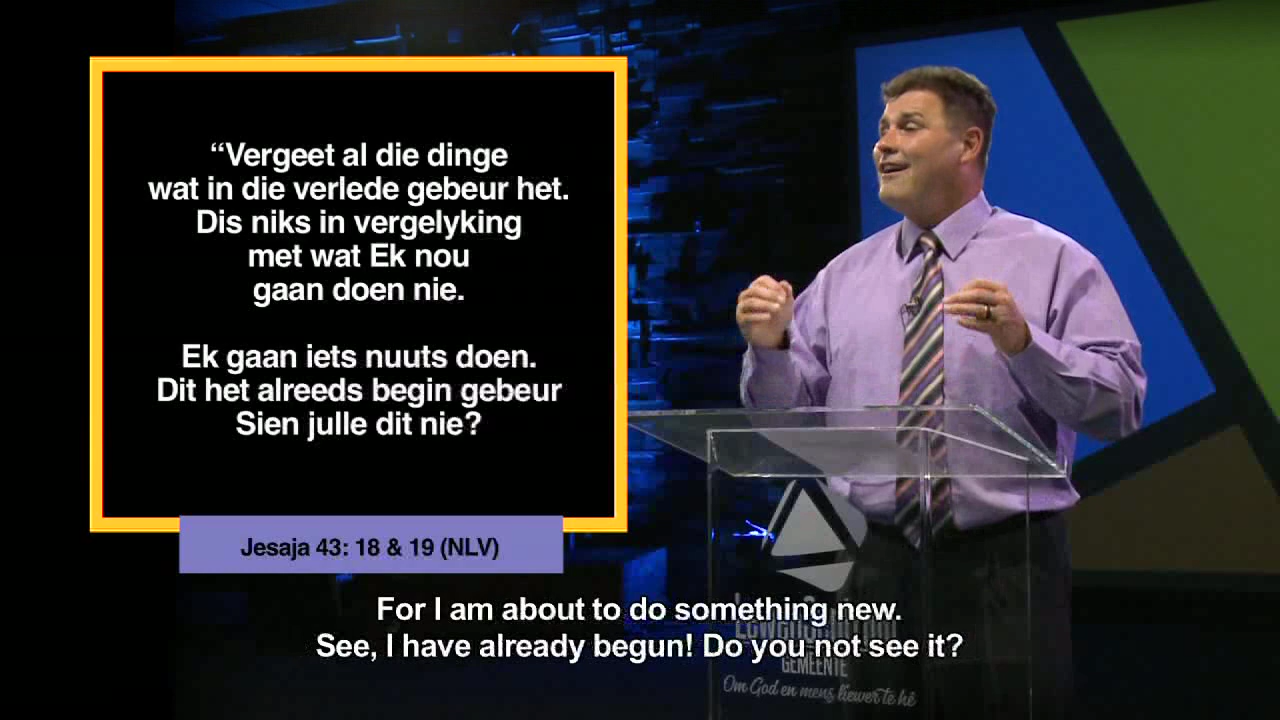 “Vergeet al die dinge
wat in die verlede gebeur het.
Dis niks in vergelyking
met wat Ek nou
gaan doen nie.
Ek gaan iets nuuts doen.
Dit het alreeds begin gebeur
Sien julle dit nie?
Jesaja 43: 18 & 19 (NLV)
For I am about to do something new.
See, I have already begun! Do you not see it?
GEMEENTE
Om God en mens liewer te hê